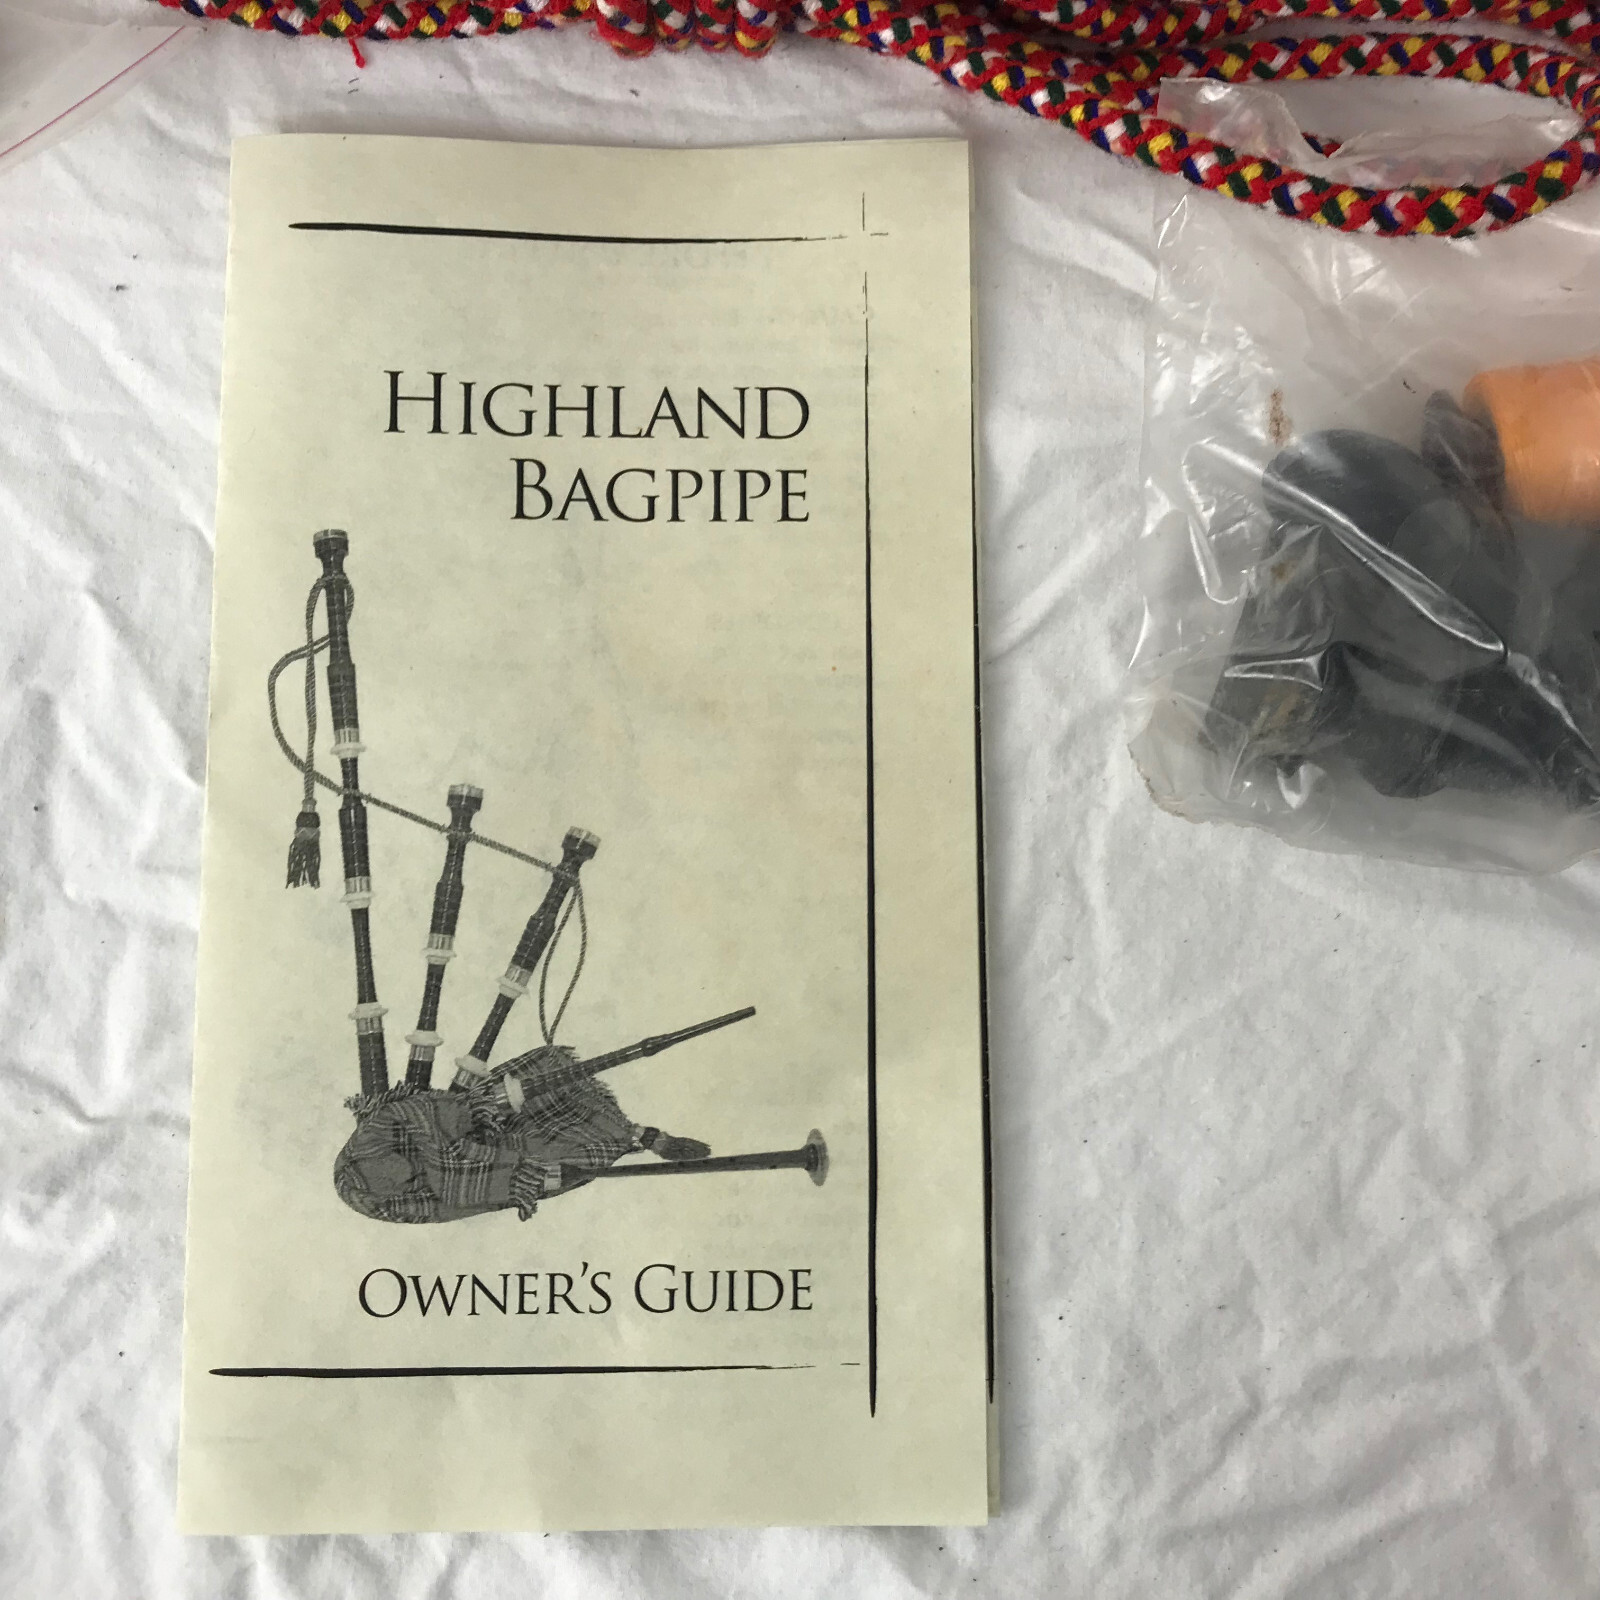 HIGHLAND
BAGPIPE
OWNER'S GUIDE